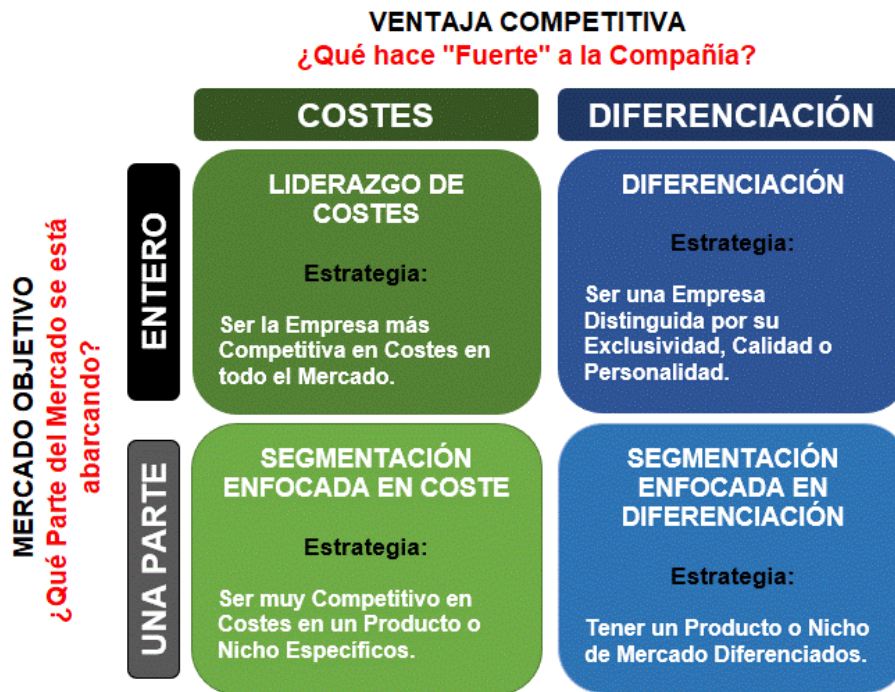 VENTAJA COMPETITIVA
¿Qué hace "Fuerte" a la Compañía?
COSTES
DIFERENCIACIÓN
MERCADO OBJETIVO
¿Qué Parte del Mercado se está
abarcando?
ENTERO
LIDERAZGO DE
COSTES
Estrategia:
Ser la Empresa más
Competitiva en Costes en
todo el Mercado.
DIFERENCIACIÓN
Estrategia:
Ser una Empresa
Distinguida por su
Exclusividad, Calidad o
Personalidad.
UNA PARTE
SEGMENTACIÓN
ENFOCADA EN COSTE
Estrategia:
Ser muy Competitivo en
Costes en un Producto o
Nicho Específicos.
SEGMENTACIÓN
ENFOCADA EN
DIFERENCIACIÓN
Estrategia:
Tener un Producto o Nicho
de Mercado Diferenciados.